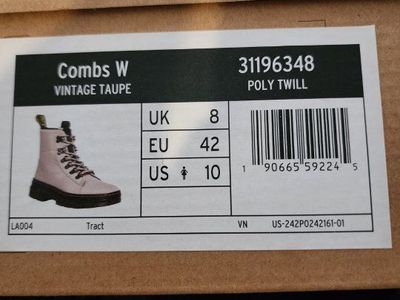 Combs W
VINTAGE TAUPE
31196348
POLY TWILL
UK 8
EU 42
US 10
1 90665 59224 5
LA004 Tract VN US-242P0242161-01